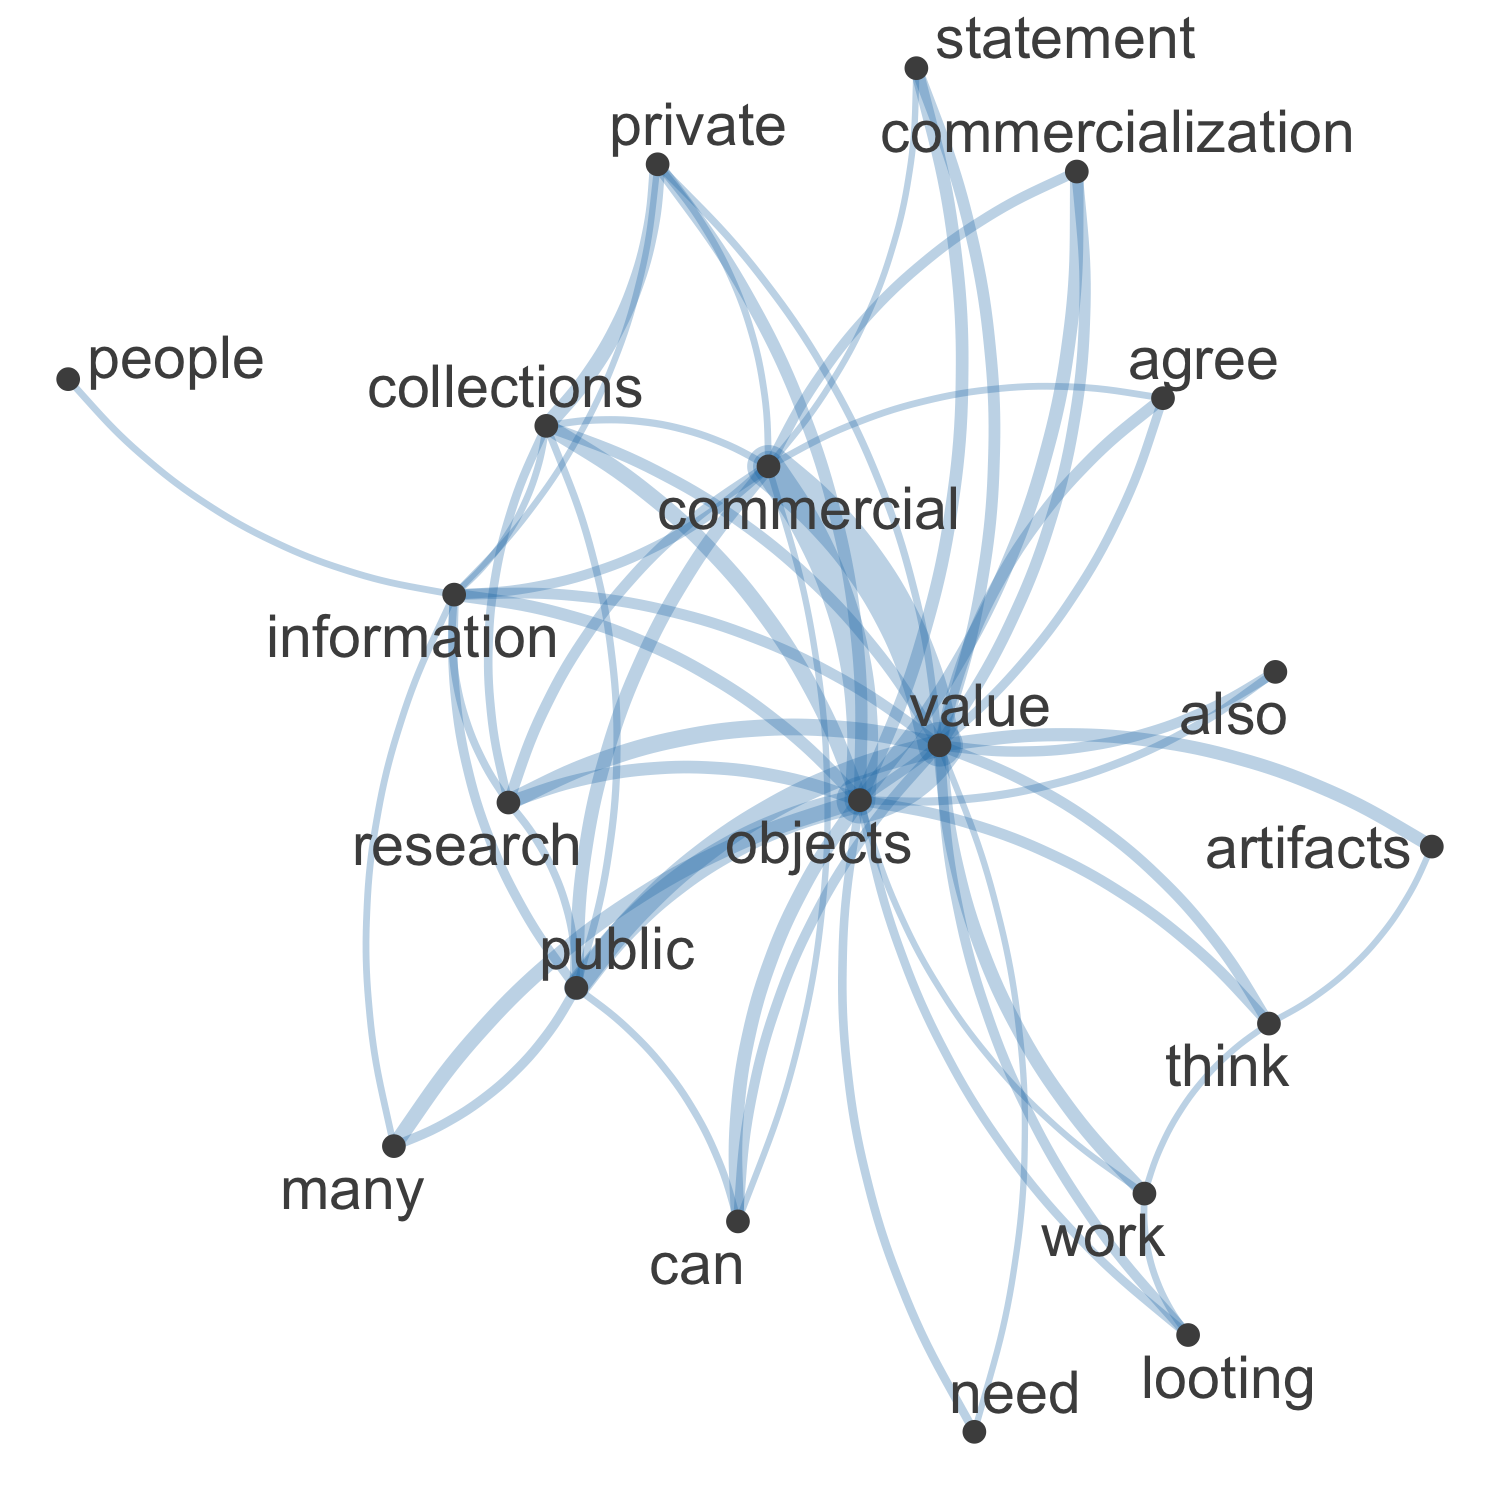 statement
private
commercialization
people
collections
agree
commercial
information
value
also
research
objects
artifacts
public
think
many
can
work
need
looting